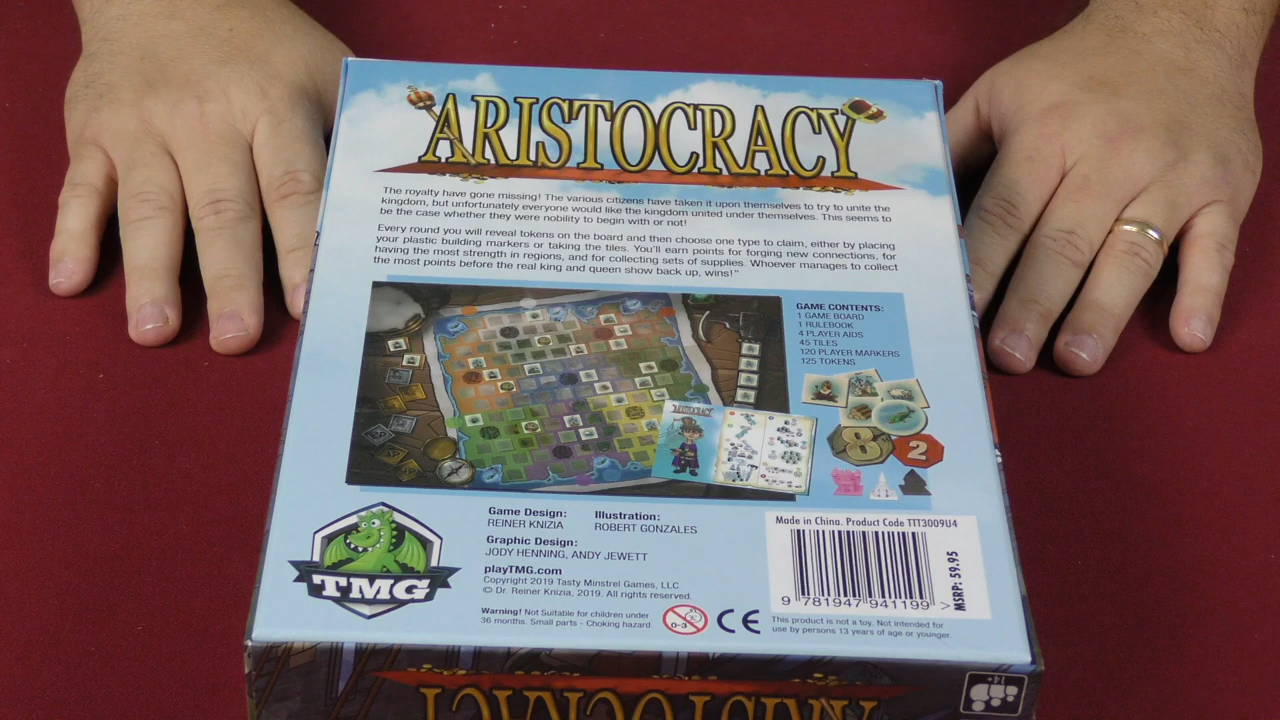 ARISTOCRACY
The royalty have gone missing! The various citizens have taken it upon themselves to try to unite the
kingdom, but unfortunately everyone would like the kingdom united under themselves. This seems to
be the case whether they were nobility to begin with or not!
Every round you will reveal tokens on the board and then choose one type to claim, either by placing
your plastic building markers or taking the tiles. You'll earn points for forging new connections, for
having the most strength in regions, and for collecting sets of supplies. Whoever manages to collect
the most points before the real king and queen show back up, wins!"
GAME CONTENTS:
1 GAME BOARD
1 RULEBOOK
4 PLAYER AIDS
45 TILES
120 PLAYER MARKERS
125 TOKENS
ARISTOCRACY
8
2
TMG
Game Design:
REINER KNIZIA
Illustration:
ROBERT GONZALES
Graphic Design:
JODY HENNING, ANDY JEWETT
playTMG.com
Copyright 2019 Tasty Minstrel Games, LLC
© Dr. Reiner Knizia, 2019. All rights reserved.
Warning! Not Suitable for children under
36 months. Small parts - Choking hazard.
0-3
CE
Made in China. Product Code TTT3009U4
9 781947 941199 >
MSRP: 59.95
This product is not a toy. Not intended for
use by persons 13 years of age or younger.
ARISTOCRACY
14+